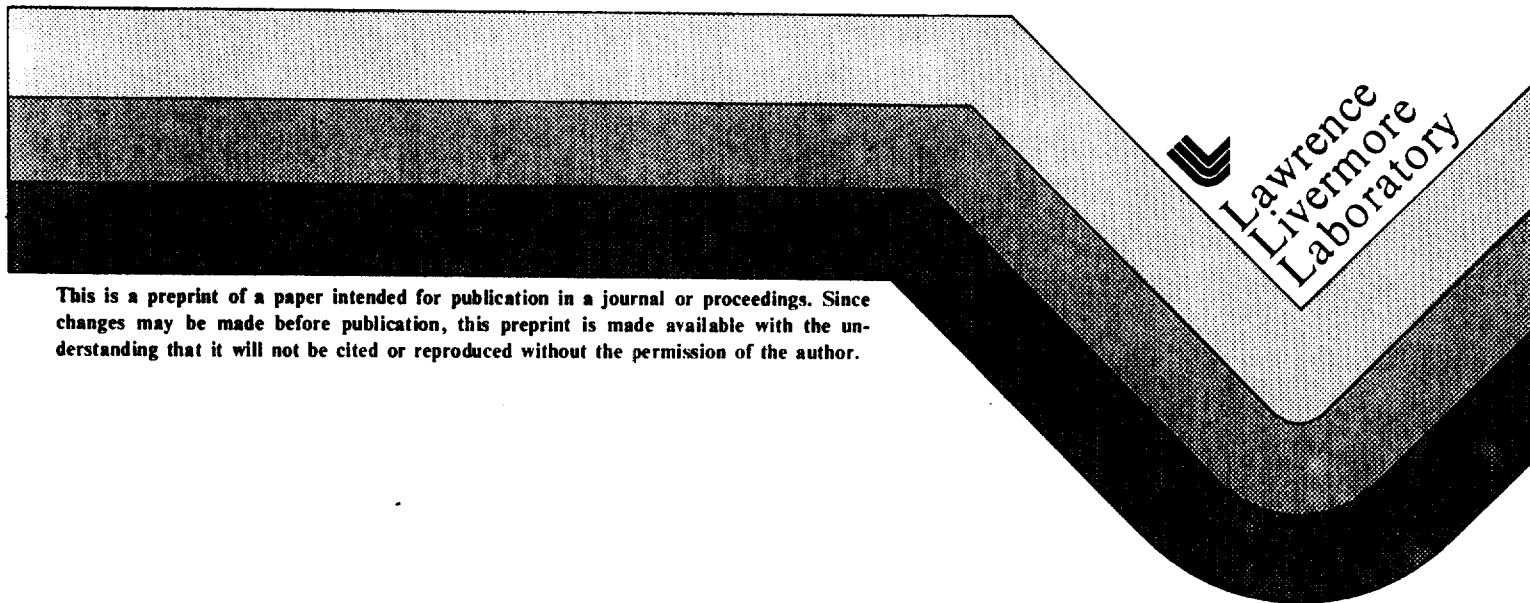 Lawrence
Livermore
Laboratory
This is a preprint of a paper intended for publication in a journal or proceedings. Since
changes may be made before publication, this preprint is made available with the un-
derstanding that it will not be cited or reproduced without the permission of the author.